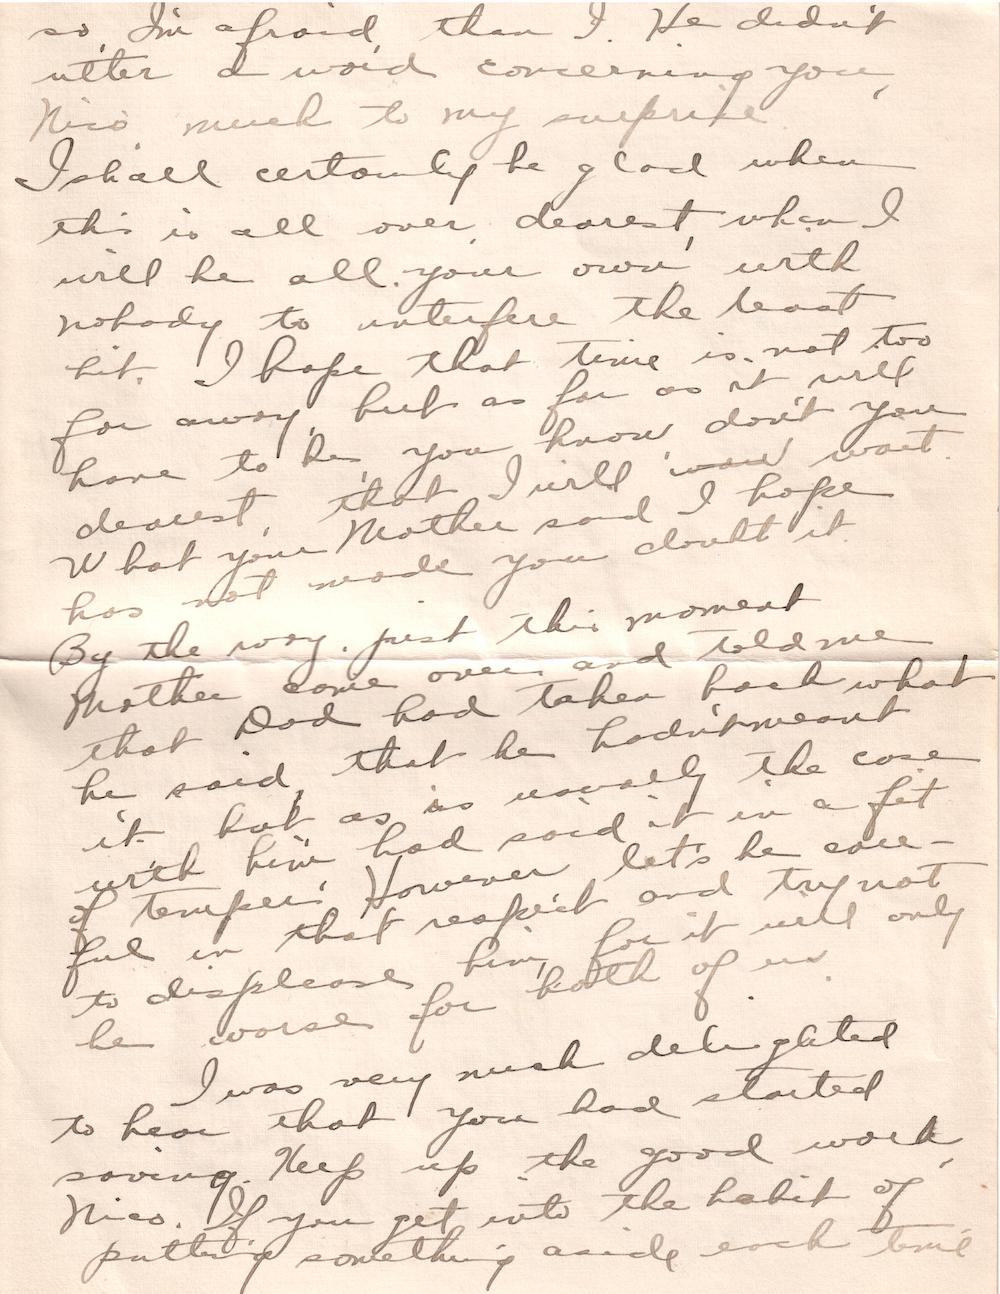 so, I'm afraid, than I. He didn't
utter a word concerning you,
Nico, much to my surprise.
I shall certainly be glad when
this is all over, dearest, when I
will be all your own, with
nobody to interfere the least
bit. I hope that time is not too
far away, but as far as it will
have to be, you know don't you
dearest, that I will wait.
What your Mother said I hope
has not made you doubt it.
By the way, just this moment
Mother came over and told me
that Dad had taken back what
he said, that he hadn't meant
it but as is usually the case
with him had said it in a fit
of temper. However let's be care-
ful in that respect and try not
to displease him, for it will only
be worse for both of us.
I was very much delighted
to hear that you had started
saving. Keep up the good work,
Nico. If you get into the habit of
putting something aside each time